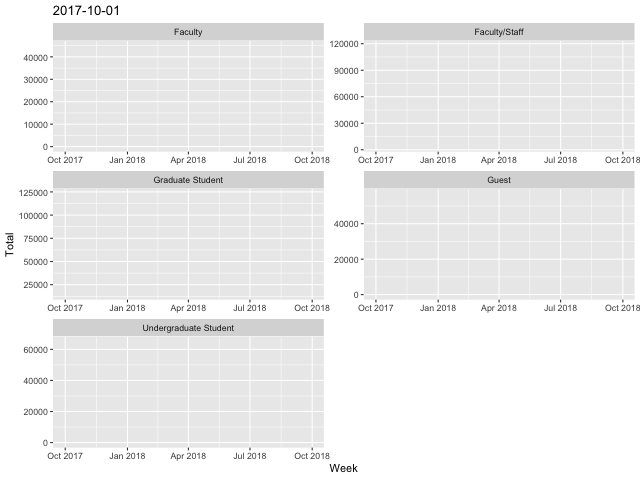 2017-10-01
Faculty
Faculty/Staff
40000
30000
20000
10000
0
120000
90000
60000
30000
0
Oct 2017 Jan 2018 Apr 2018 Jul 2018 Oct 2018
Oct 2017 Jan 2018 Apr 2018 Jul 2018 Oct 2018
Graduate Student
Guest
Total
125000
100000
75000
50000
25000
40000
20000
0
Oct 2017 Jan 2018 Apr 2018 Jul 2018 Oct 2018
Oct 2017 Jan 2018 Apr 2018 Jul 2018 Oct 2018
Undergraduate Student
60000
40000
20000
0
Oct 2017 Jan 2018 Apr 2018 Jul 2018 Oct 2018
Week